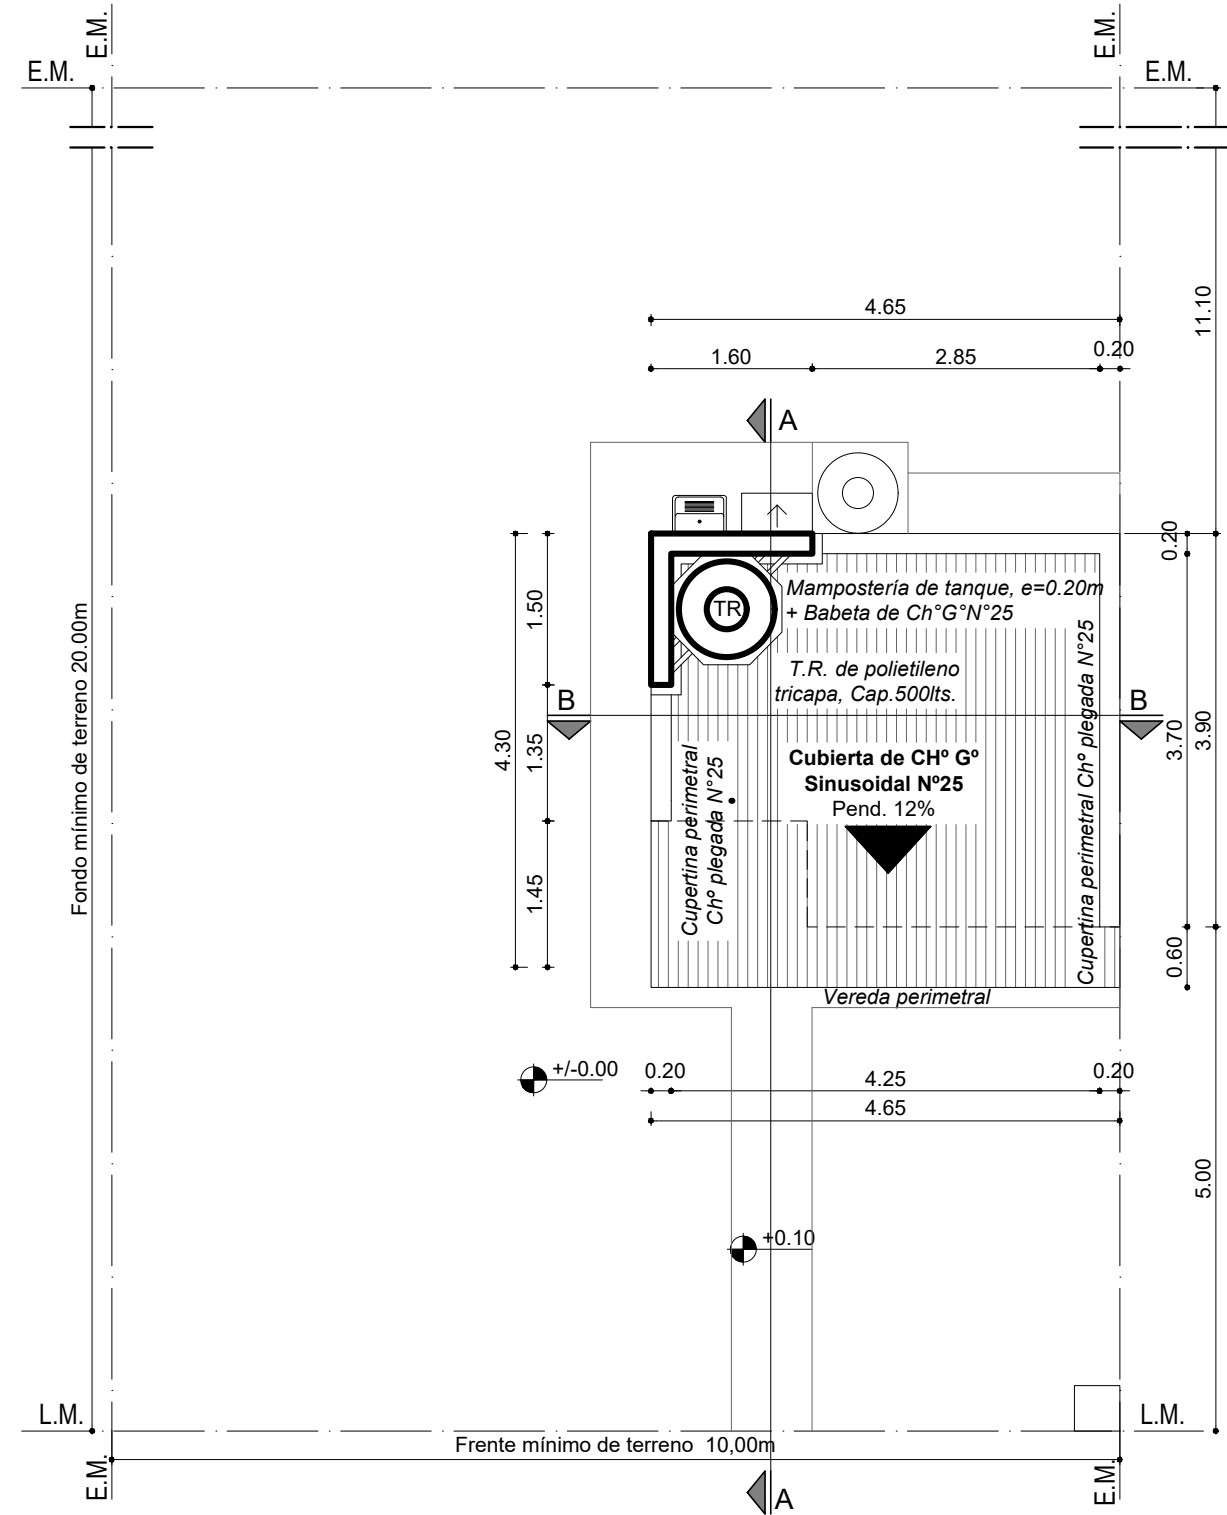 E.M.
E.M.
E.M.
E.M.
4.65
11.10
1.60
2.85
0.20
A
0.20
TR
Mampostería de tanque, e=0.20m
+ Babeta de Ch°G°N°25
1.50
T.R. de polietileno
tricapa, Cap.500lts.
B
B
4.30
1.35
3.70
3.90
Fondo mínimo de terreno 20.00m
Cubierta de CHº Gº
Sinusoidal Nº25
Pend. 12%
Cupertina perimetral
Chº plegada N°25
Cupertina perimetral Chº plegada N°25
1.45
0.60
Vereda perimetral
+/-0.00
0.20
4.25
0.20
4.65
5.00
+0.10
L.M.
L.M.
Frente mínimo de terreno 10,00m
E.M.
E.M.
A